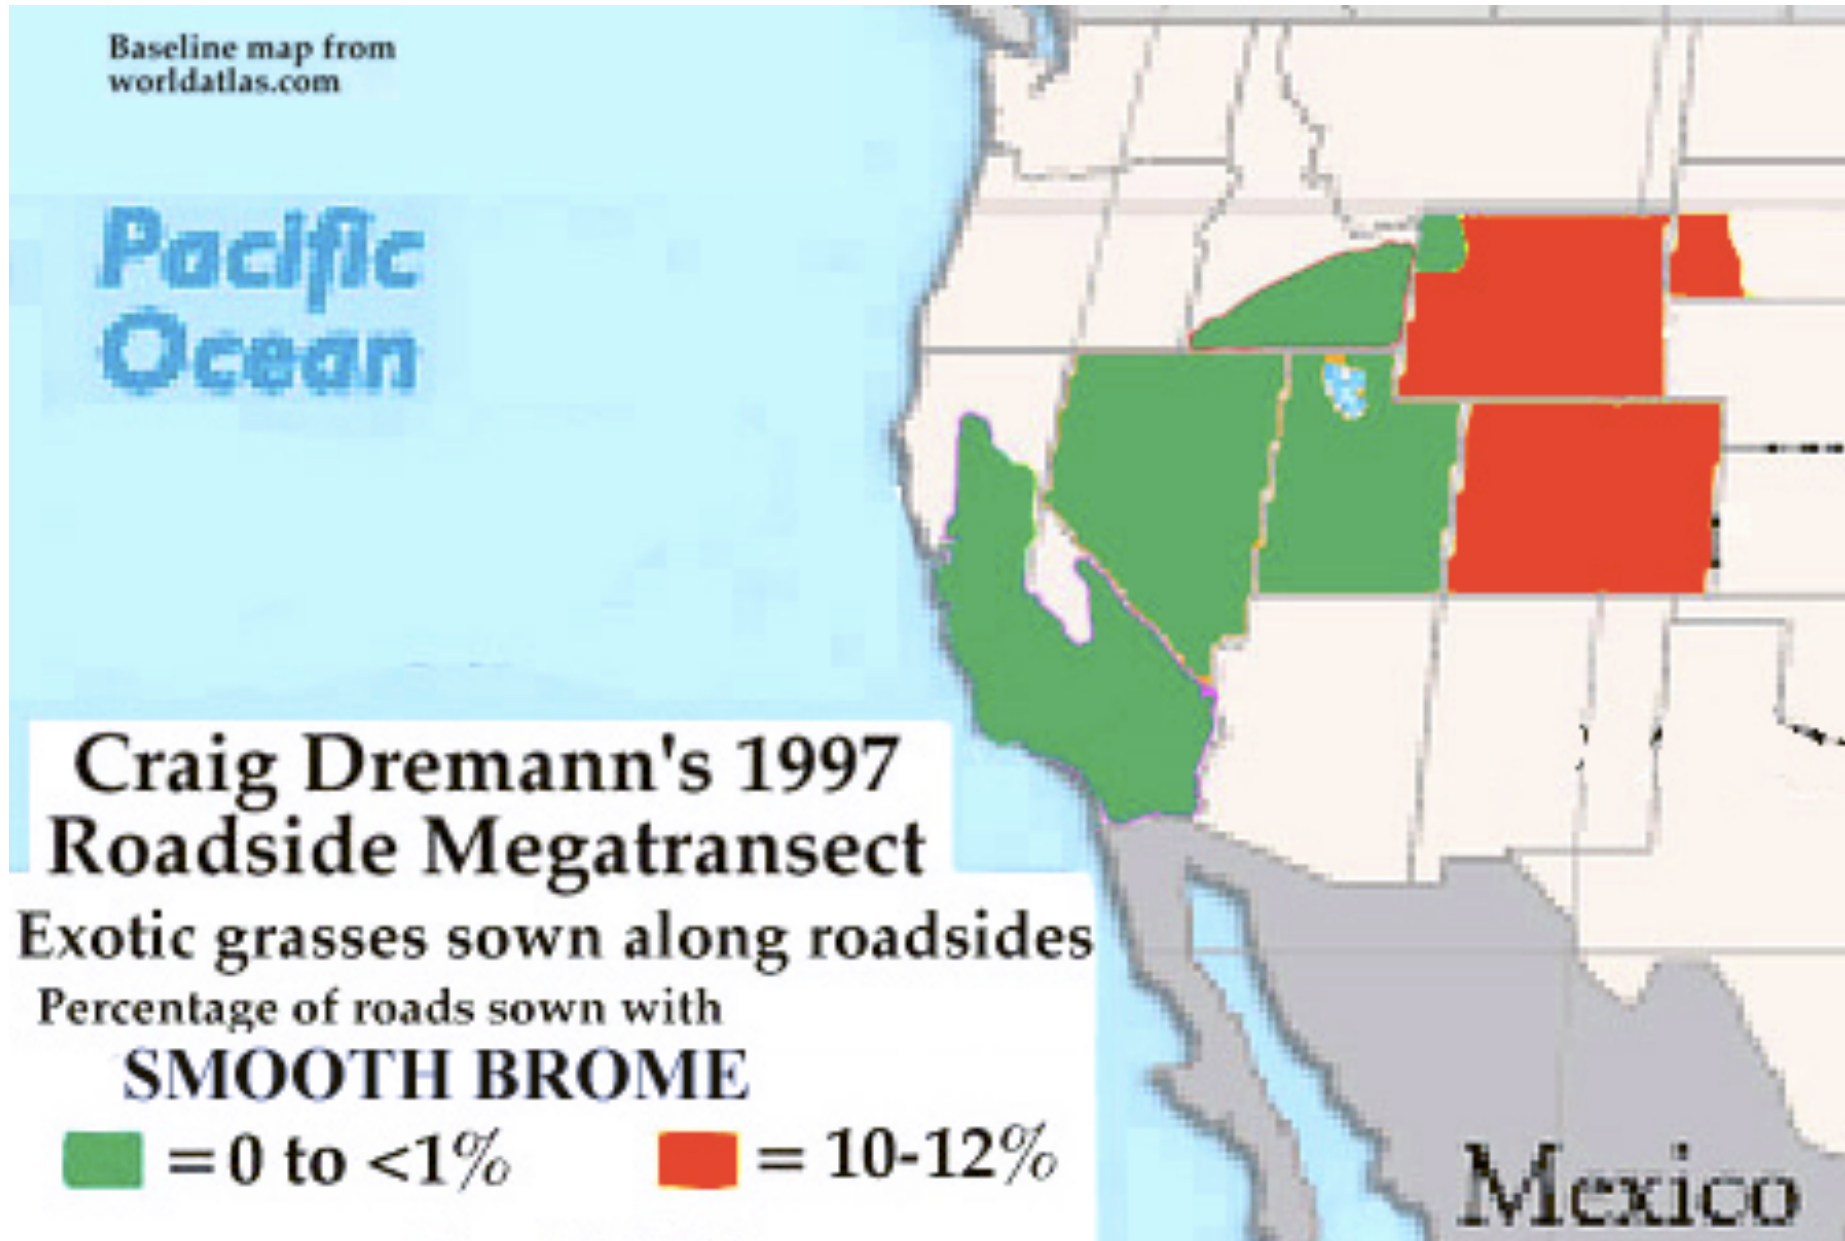 Baseline map from
worldatlas.com
Pacific
Ocean
Craig Dremann's 1997
Roadside Megatransect
Exotic grasses sown along roadsides
Percentage of roads sown with
SMOOTH BROME
= 0 to <1%
= 10-12%
Mexico